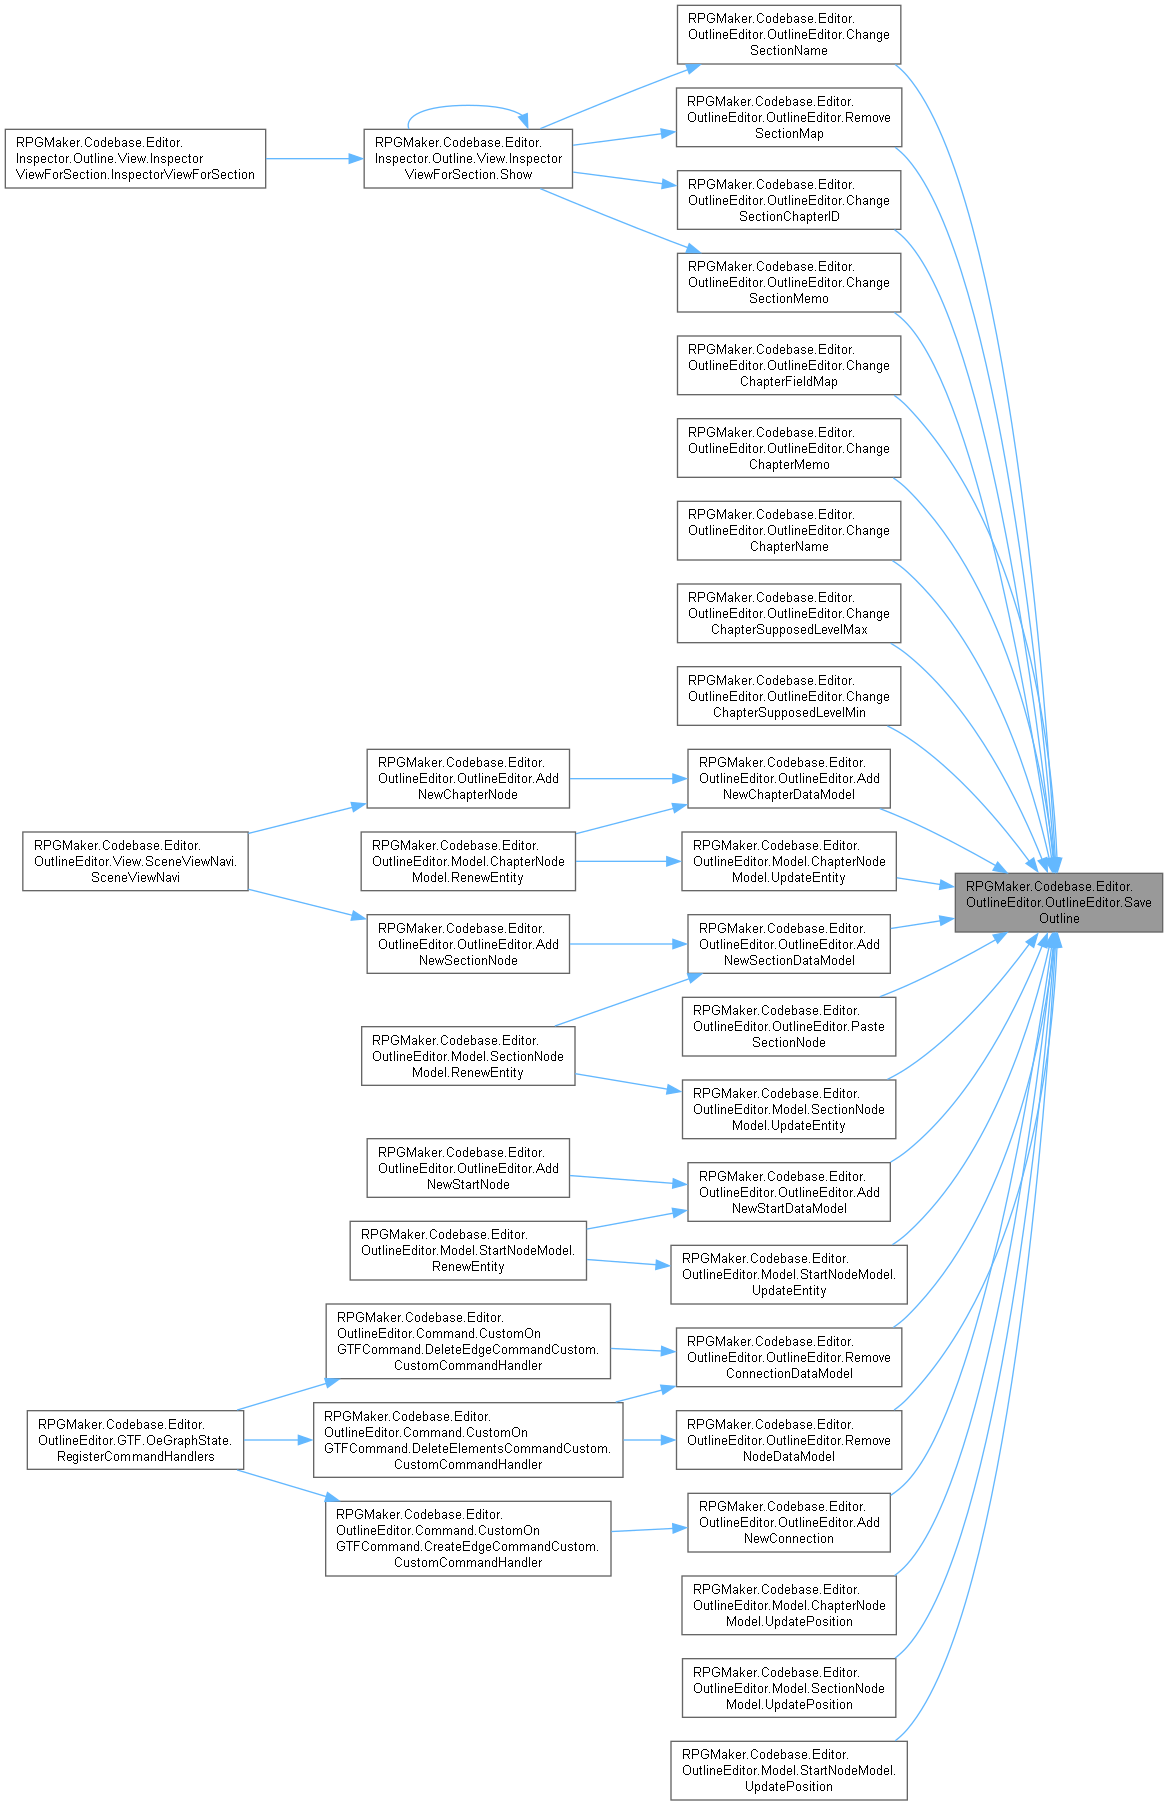 RPGMaker.Codebase.Editor.
OutlineEditor.OutlineEditor.Change
SectionName
RPGMaker.Codebase.Editor.
OutlineEditor.OutlineEditor.Remove
SectionMap
RPGMaker.Codebase.Editor.
Inspector.Outline.View.Inspector
ViewForSection.InspectorViewForSection
RPGMaker.Codebase.Editor.
Inspector.Outline.View.Inspector
ViewForSection.Show
RPGMaker.Codebase.Editor.
OutlineEditor.OutlineEditor.Change
SectionChapterID
RPGMaker.Codebase.Editor.
OutlineEditor.OutlineEditor.Change
SectionMemo
RPGMaker.Codebase.Editor.
OutlineEditor.OutlineEditor.Change
ChapterFieldMap
RPGMaker.Codebase.Editor.
OutlineEditor.OutlineEditor.Change
ChapterMemo
RPGMaker.Codebase.Editor.
OutlineEditor.OutlineEditor.Change
ChapterName
RPGMaker.Codebase.Editor.
OutlineEditor.OutlineEditor.Change
ChapterSupposedLevelMax
RPGMaker.Codebase.Editor.
OutlineEditor.OutlineEditor.Change
ChapterSupposedLevelMin
RPGMaker.Codebase.Editor.
OutlineEditor.OutlineEditor.Add
NewChapterNode
RPGMaker.Codebase.Editor.
OutlineEditor.OutlineEditor.Add
NewChapterDataModel
RPGMaker.Codebase.Editor.
OutlineEditor.View.SceneViewNavi.
SceneViewNavi
RPGMaker.Codebase.Editor.
OutlineEditor.Model.ChapterNode
Model.RenewEntity
RPGMaker.Codebase.Editor.
OutlineEditor.Model.ChapterNode
Model.UpdateEntity
RPGMaker.Codebase.Editor.
OutlineEditor.OutlineEditor.Save
Outline
RPGMaker.Codebase.Editor.
OutlineEditor.OutlineEditor.Add
NewSectionNode
RPGMaker.Codebase.Editor.
OutlineEditor.OutlineEditor.Add
NewSectionDataModel
RPGMaker.Codebase.Editor.
OutlineEditor.OutlineEditor.Paste
SectionNode
RPGMaker.Codebase.Editor.
OutlineEditor.Model.SectionNode
Model.RenewEntity
RPGMaker.Codebase.Editor.
OutlineEditor.Model.SectionNode
Model.UpdateEntity
RPGMaker.Codebase.Editor.
OutlineEditor.OutlineEditor.Add
NewStartNode
RPGMaker.Codebase.Editor.
OutlineEditor.OutlineEditor.Add
NewStartDataModel
RPGMaker.Codebase.Editor.
OutlineEditor.Model.StartNodeModel.
RenewEntity
RPGMaker.Codebase.Editor.
OutlineEditor.Model.StartNodeModel.
UpdateEntity
RPGMaker.Codebase.Editor.
OutlineEditor.Command.CustomOn
GTFCommand.DeleteEdgeCommandCustom.
CustomCommandHandler
RPGMaker.Codebase.Editor.
OutlineEditor.OutlineEditor.Remove
ConnectionDataModel
RPGMaker.Codebase.Editor.
OutlineEditor.GTF.OeGraphState.
RegisterCommandHandlers
RPGMaker.Codebase.Editor.
OutlineEditor.Command.CustomOn
GTFCommand.DeleteElementsCommandCustom.
CustomCommandHandler
RPGMaker.Codebase.Editor.
OutlineEditor.OutlineEditor.Remove
NodeDataModel
RPGMaker.Codebase.Editor.
OutlineEditor.Command.CustomOn
GTFCommand.CreateEdgeCommandCustom.
CustomCommandHandler
RPGMaker.Codebase.Editor.
OutlineEditor.OutlineEditor.Add
NewConnection
RPGMaker.Codebase.Editor.
OutlineEditor.Model.ChapterNode
Model.UpdatePosition
RPGMaker.Codebase.Editor.
OutlineEditor.Model.SectionNode
Model.UpdatePosition
RPGMaker.Codebase.Editor.
OutlineEditor.Model.StartNodeModel.
UpdatePosition